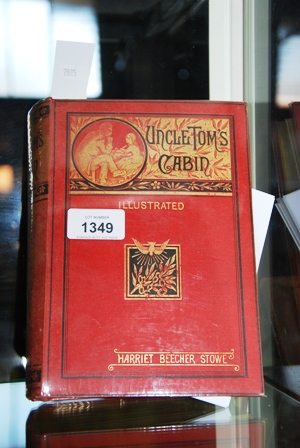 UNCLE TOM'S
CABIN
ILLUSTRATED
LOT NUMBER
1349
HARRIET BEECHER STOWE